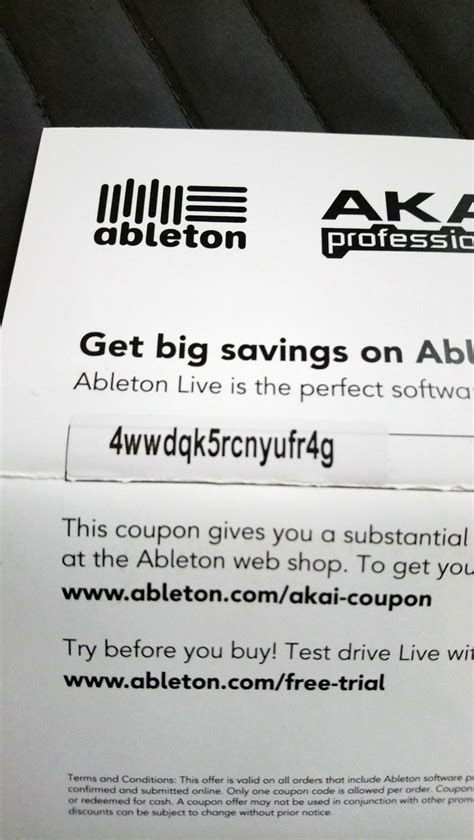 ableton
AKA
professio
Get big savings on Abl
Ableton Live is the perfect softwa
4wwdqk5rcnyufr4g
This coupon gives you a substantial
at the Ableton web shop. To get you
www.ableton.com/akai-coupon
Try before you buy! Test drive Live wit
www.ableton.com/free-trial
Terms and Conditions: This offer is valid on all orders that include Ableton software p
confirmed and submitted online. Only one coupon code is allowed per order. Coupon
or redeemed for cash. A coupon offer may not be used in conjunction with other prom
discounts can be subject to change without prior notice.